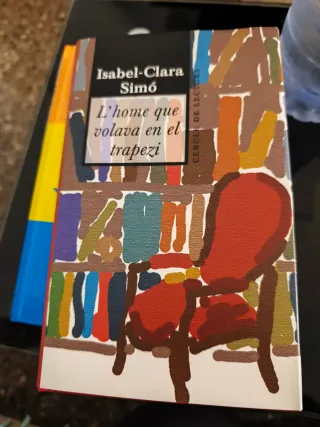 Isabel-Clara
Simó
L'home que
volava en el
trapezi
CERCLE DE LECTORS